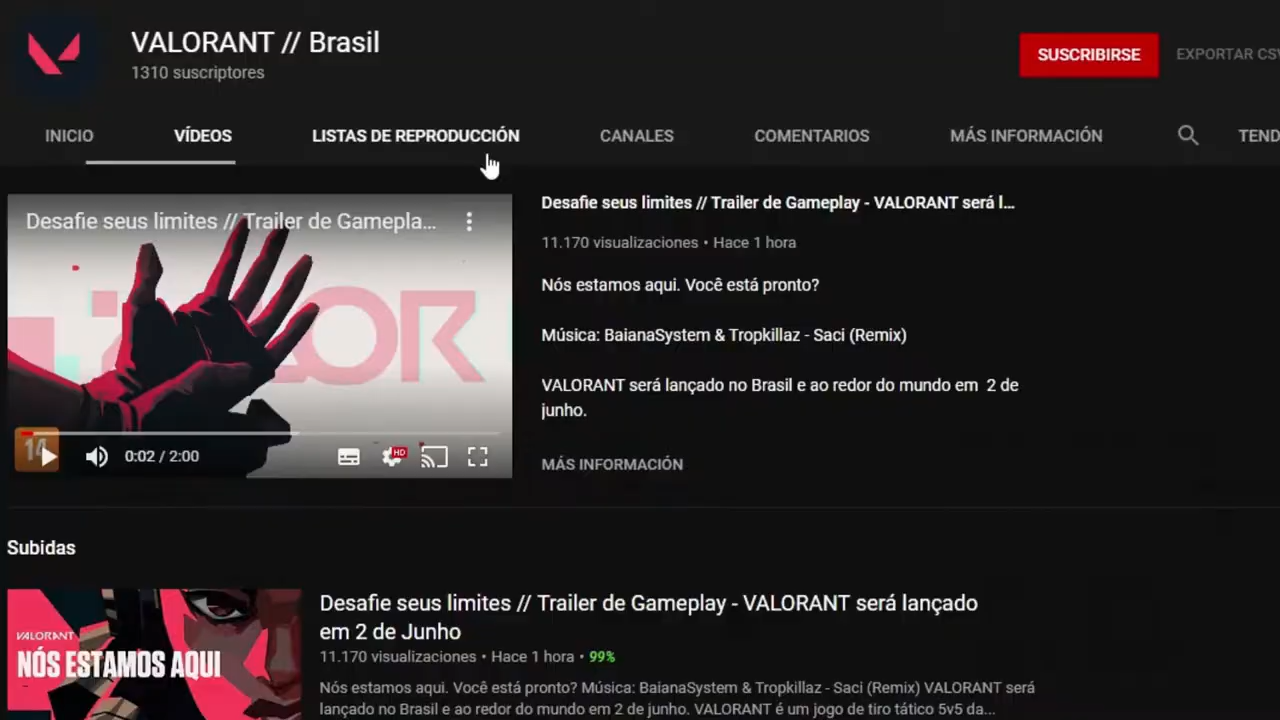 VALORANT // Brasil
1310 suscriptores
SUSCRIBIRSE
EXPORTAR CSV
INICIO
VÍDEOS
LISTAS DE REPRODUCCIÓN
CANALES
COMENTARIOS
MÁS INFORMACIÓN
TEND
Desafie seus limites // Trailer de Gamepla...
14
0:02 / 2:00
HD
Desafie seus limites // Trailer de Gameplay - VALORANT será l...
11.170 visualizaciones • Hace 1 hora
Nós estamos aqui. Você está pronto?
Música: BaianaSystem & Tropkillaz - Saci (Remix)
VALORANT será lançado no Brasil e ao redor do mundo em 2 de
junho.
MÁS INFORMACIÓN
Subidas
VALORANT
NÓS ESTAMOS AQUI
Desafie seus limites // Trailer de Gameplay - VALORANT será lançado
em 2 de Junho
11.170 visualizaciones • Hace 1 hora • 99%
Nós estamos aqui. Você está pronto? Música: BaianaSystem & Tropkillaz - Saci (Remix) VALORANT será
lançado no Brasil e ao redor do mundo em 2 de junho. VALORANT é um jogo de tiro tático 5v5 da...